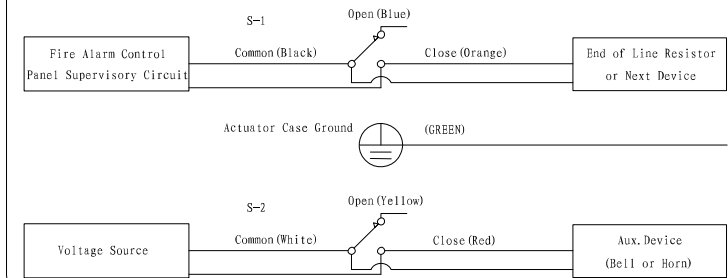 S-1
Open(Blue)
Fire Alarm Control
Panel Supervisory Circuit
Common(Black)
Close(Orange)
End of Line Resistor
or Next Device
Actuator Case Ground
(GREEN)
S-2
Open(Yellow)
Voltage Source
Common(White)
Close(Red)
Aux.Device
(Bell or Horn)